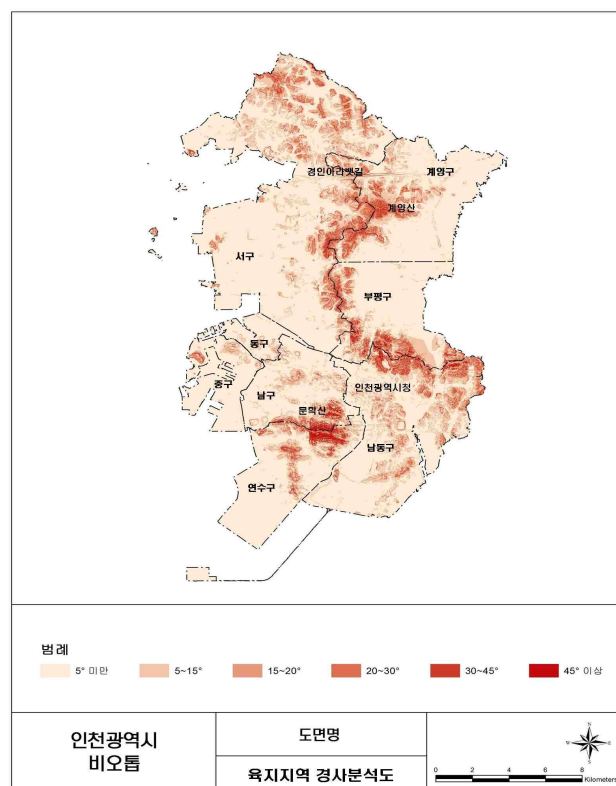 경인아라뱃길
계양구
계양산
서구
부평구
동구
중구
남구
인천광역시청
문학산
남동구
연수구
범례
5° 미만
5~15°
15~20°
20~30°
30~45°
45° 이상
인천광역시
비오톱
도면명
육지지역 경사분석도
N
W
E
S
0 2 4 6 8
Kilometers